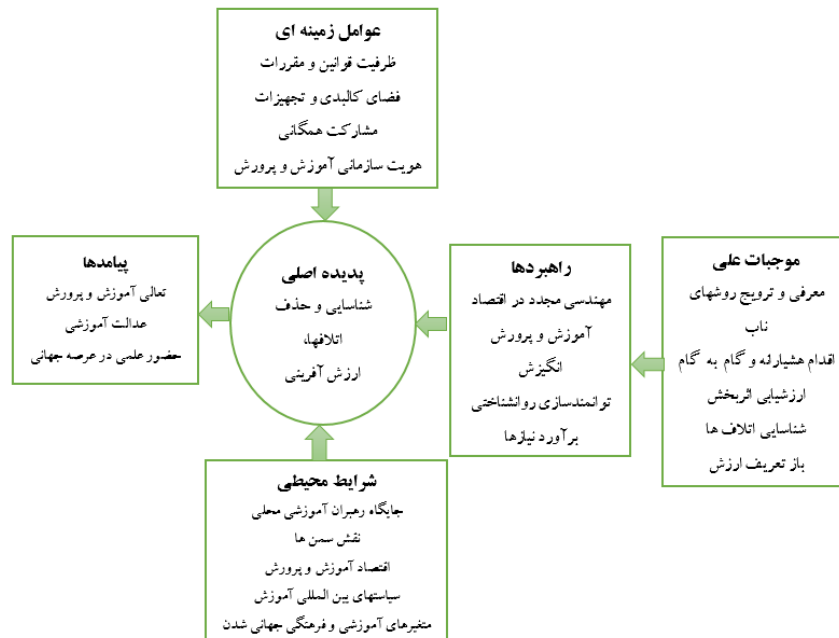 عوامل زمینه ای
ظرفیت قوانین و مقررات
فضای کالبدی و تجهیزات
مشارکت همگانی
هویت سازمانی آموزش و پرورش
موجبات علی
معرفی و ترویج روشهای
ناب
اقدام هشیارانه و گام به گام
ارزشیابی اثربخش
شناسایی اتلاف ها
باز تعریف ارزش
راهبردها
مهندسی مجدد در اقتصاد
آموزش و پرورش
انگیزش
توانمندسازی روانشناختی
برآورد نیازها
پدیده اصلی
شناسایی و حذف
اتلافها،
ارزش آفرینی
پیامدها
تعالی آموزش و پرورش
عدالت آموزشی
حضور علمی در عرصه جهانی
شرایط محیطی
جایگاه رهبران آموزشی محلی
نقش سمن ها
اقتصاد آموزش و پرورش
سیاستهای بین المللی آموزش
متغیرهای آموزشی و فرهنگی جهانی شدن